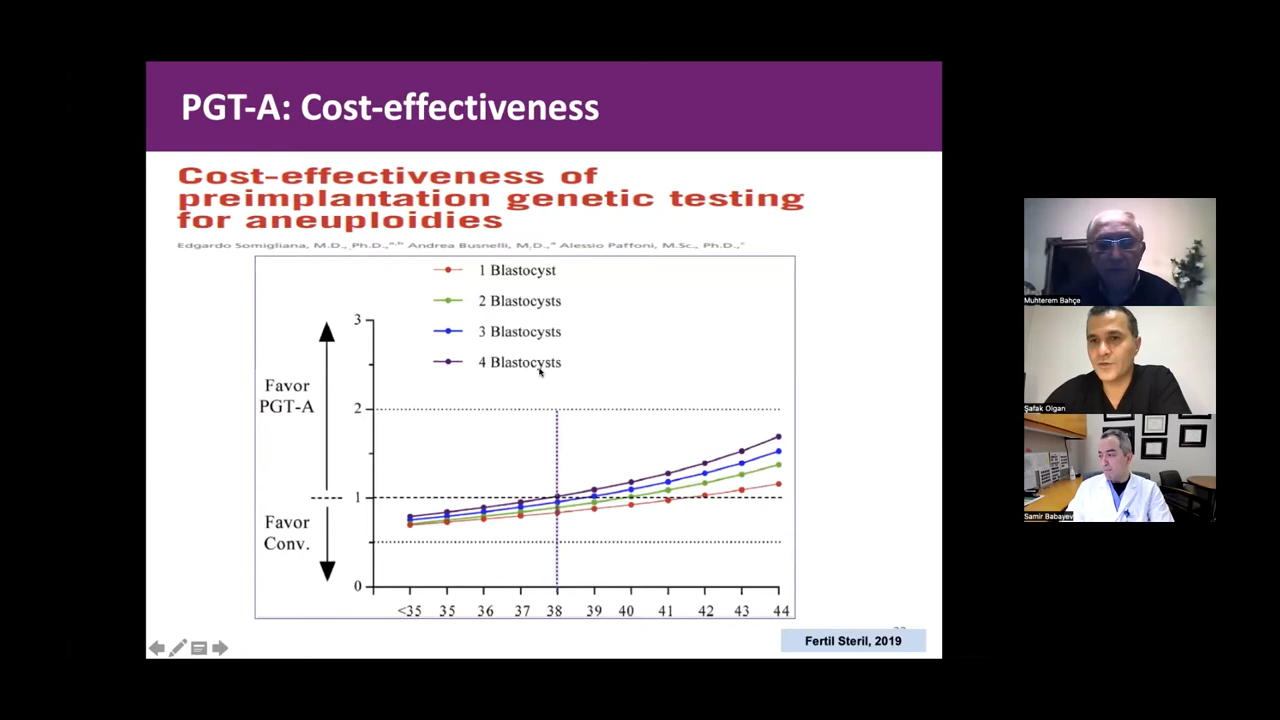 PGT-A: Cost-effectiveness
Cost-effectiveness of
preimplantation genetic testing
for aneuploidies
Edgardo Somigliana, M.D., Ph.D.,a,b Andrea Busnelli, M.D.,a Alessio Paffoni, M.Sc., Ph.D.,c
1 Blastocyst
2 Blastocysts
3 Blastocysts
4 Blastocysts
3
Favor
PGT-A
2
1
Favor
Conv.
0
<35 35 36 37 38 39 40 41 42 43 44
Fertil Steril, 2019
Muhterem Bahçe
Şafak Olgan
Samir Babayev